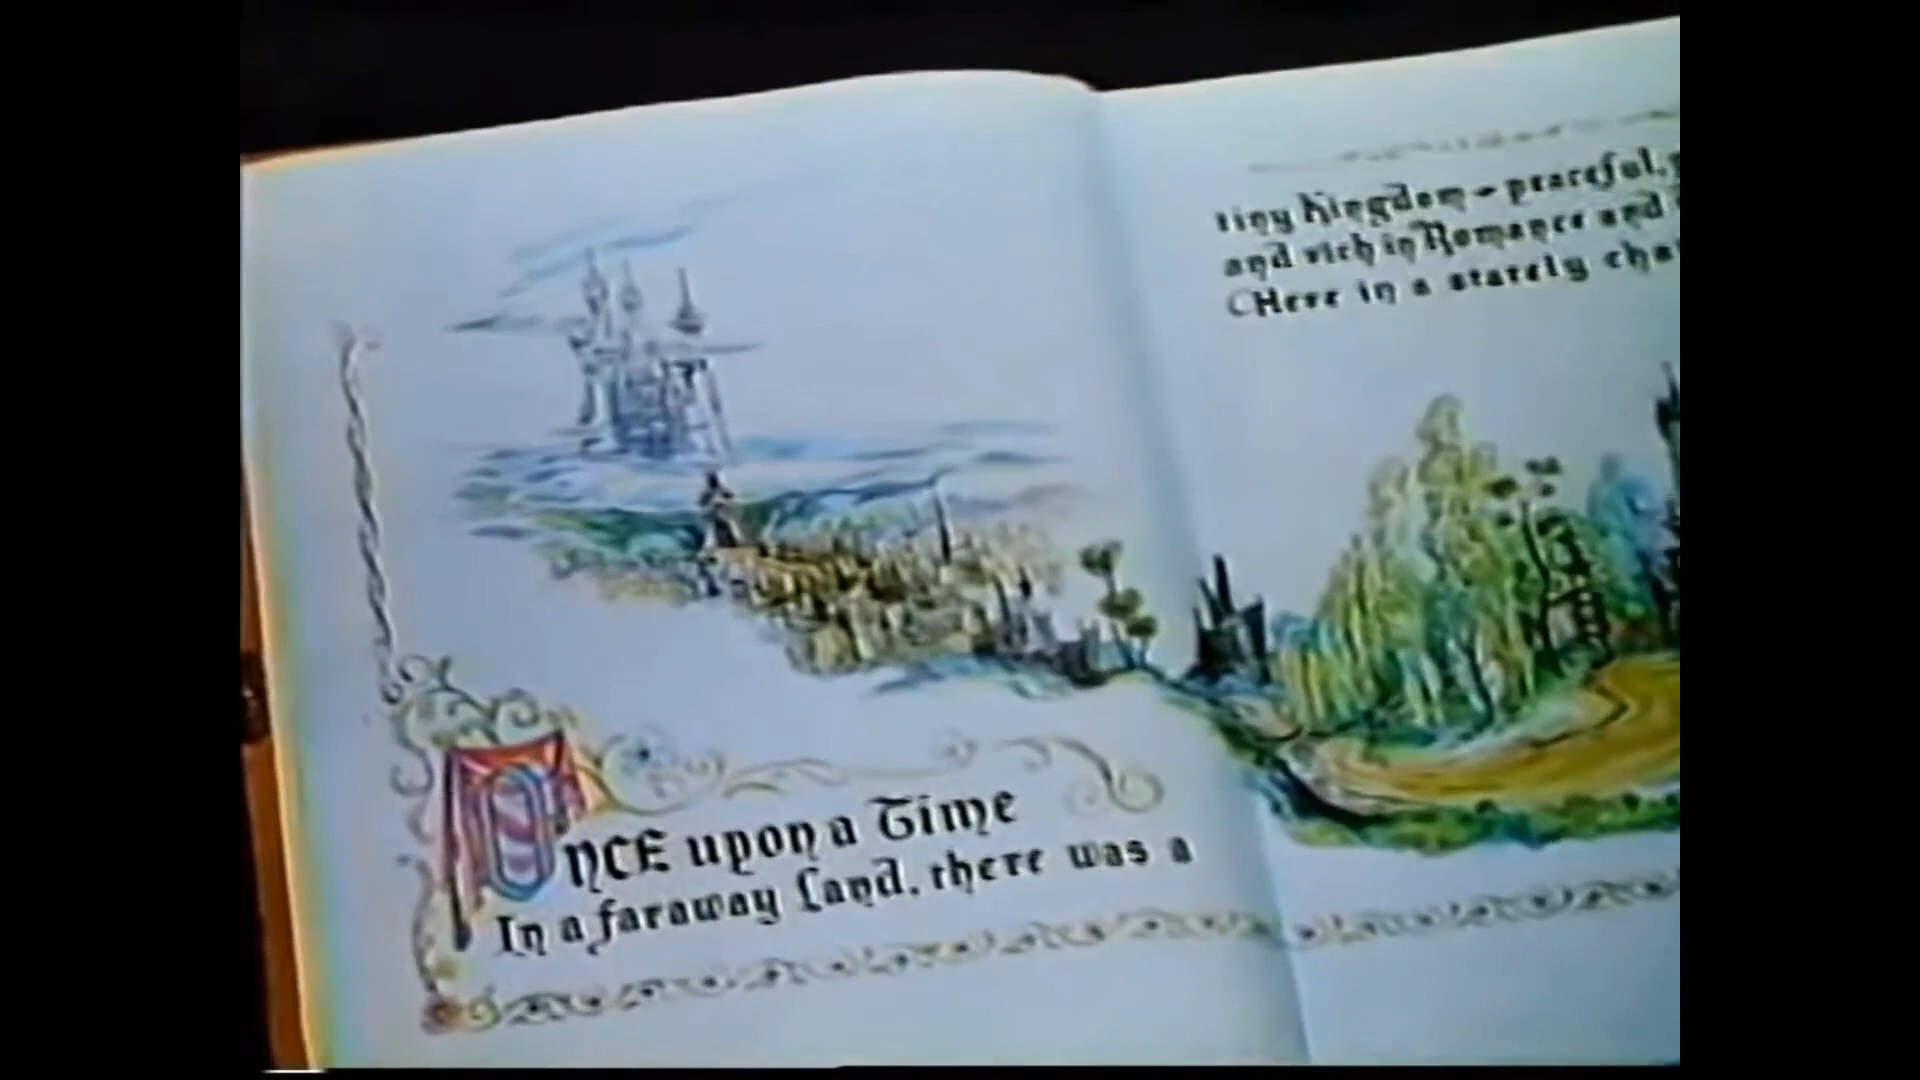 ONCE upon a Time
In a faraway Land, there was a
tiny Kingdom - peaceful,
and rich in Romance and
Here in a stately